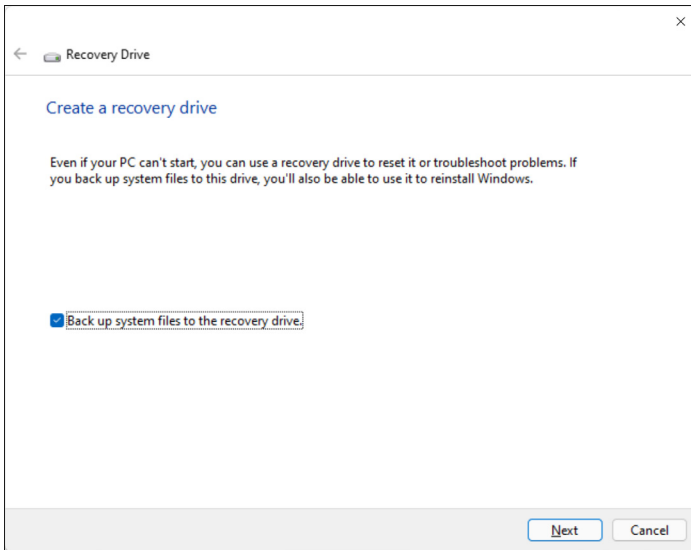 Recovery Drive
Create a recovery drive
Even if your PC can't start, you can use a recovery drive to reset it or troubleshoot problems. If
you back up system files to this drive, you'll also be able to use it to reinstall Windows.
Back up system files to the recovery drive.
Next
Cancel